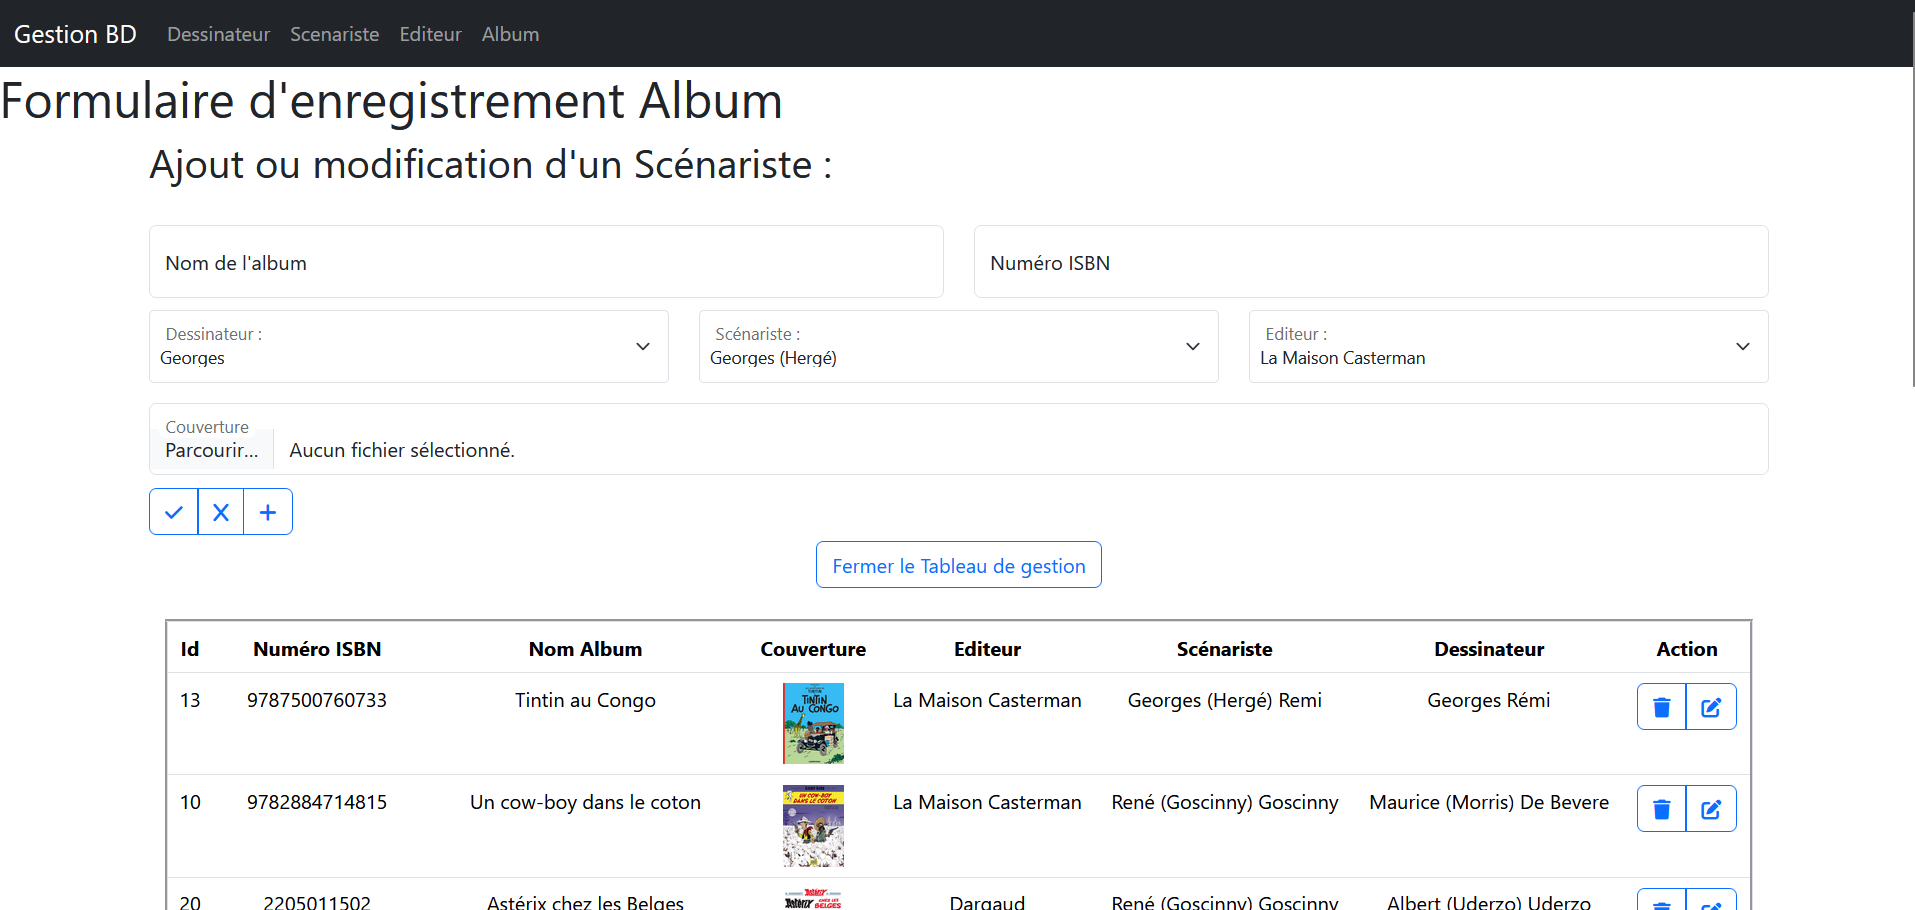 Gestion BD Dessinateur Scenariste Editeur Album
Formulaire d'enregistrement Album
Ajout ou modification d'un Scénariste :
Nom de l'album Numéro ISBN
Dessinateur : Scénariste : Editeur :
Georges Georges (Hergé) La Maison Casterman
Couverture
Parcourir... Aucun fichier sélectionné.
Fermer le Tableau de gestion
Id Numéro ISBN Nom Album Couverture Editeur Scénariste Dessinateur Action
13 9787500760733 Tintin au Congo La Maison Casterman Georges (Hergé) Remi Georges Rémi
TINTIN
AU CONGO
10 9782884714815 Un cow-boy dans le coton La Maison Casterman René (Goscinny) Goscinny Maurice (Morris) De Bevere
UN COW-BOY
DANS LE COTON
20 2205011502 Astérix chez les Belges Dargaud René (Goscinny) Goscinny Albert (Uderzo) Uderzo
Astérix
CHEZ LES
BELGES